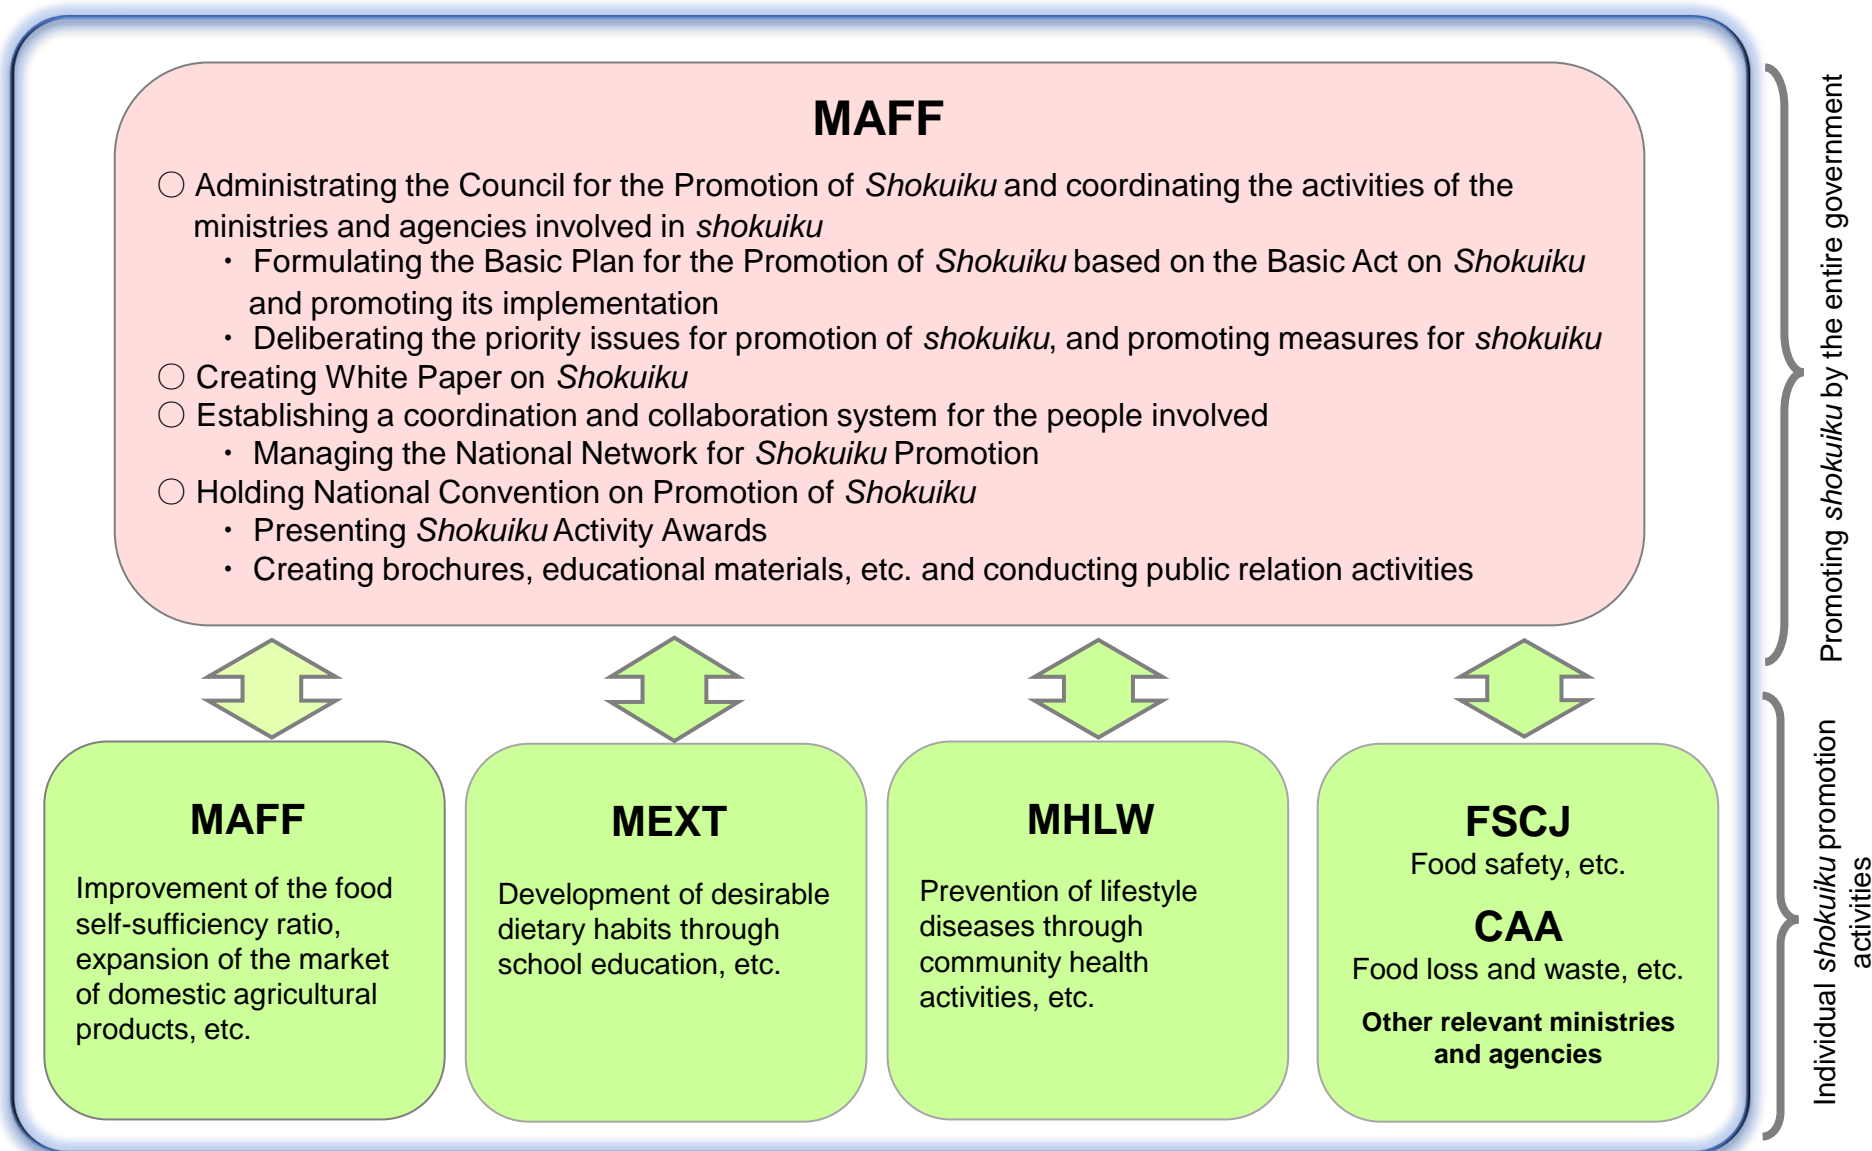 MAFF
○ Administrating the Council for the Promotion of Shokuiku and coordinating the activities of the
ministries and agencies involved in shokuiku
・ Formulating the Basic Plan for the Promotion of Shokuiku based on the Basic Act on Shokuiku
and promoting its implementation
・ Deliberating the priority issues for promotion of shokuiku, and promoting measures for shokuiku
○ Creating White Paper on Shokuiku
○ Establishing a coordination and collaboration system for the people involved
・ Managing the National Network for Shokuiku Promotion
○ Holding National Convention on Promotion of Shokuiku
・ Presenting Shokuiku Activity Awards
・ Creating brochures, educational materials, etc. and conducting public relation activities
Promoting shokuiku by the entire government
MAFF
Improvement of the food
self-sufficiency ratio,
expansion of the market
of domestic agricultural
products, etc.
MEXT
Development of desirable
dietary habits through
school education, etc.
MHLW
Prevention of lifestyle
diseases through
community health
activities, etc.
FSCJ
Food safety, etc.
CAA
Food loss and waste, etc.
Other relevant ministries
and agencies
Individual shokuiku promotion
activities